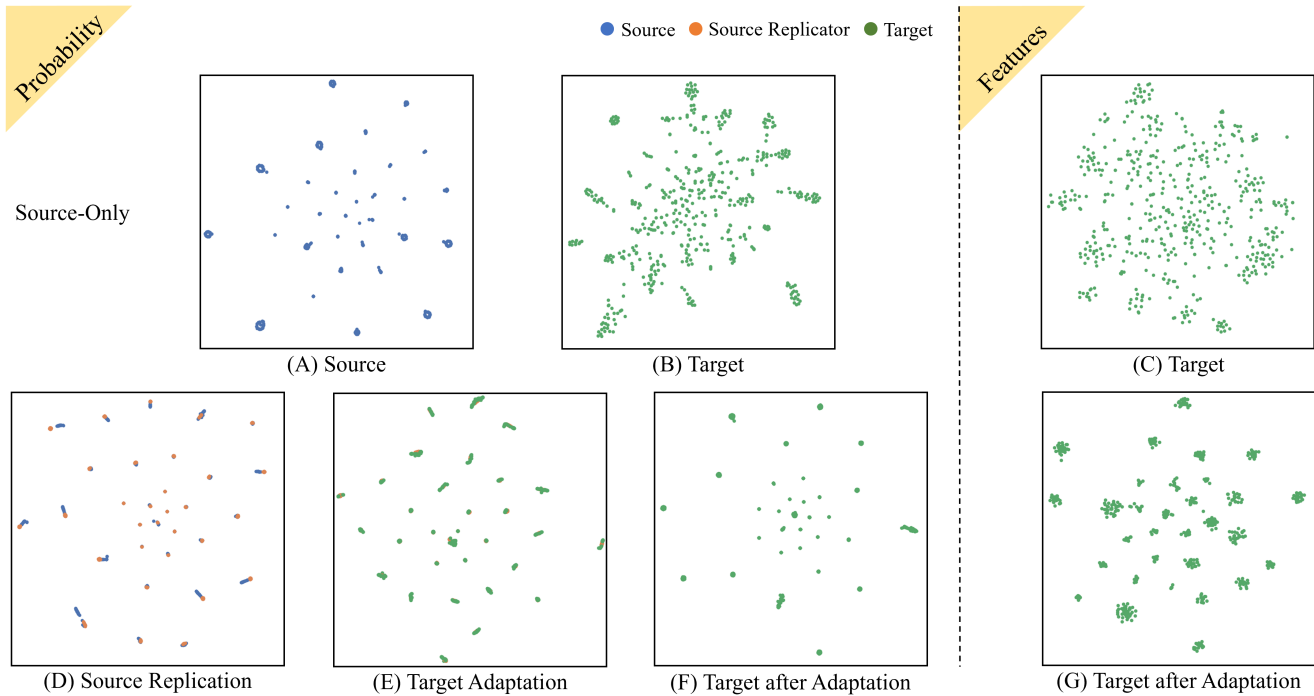 Probability
Source
Source Replicator
Target
Features
Source-Only
(A) Source
(B) Target
(C) Target
(D) Source Replication
(E) Target Adaptation
(F) Target after Adaptation
(G) Target after Adaptation